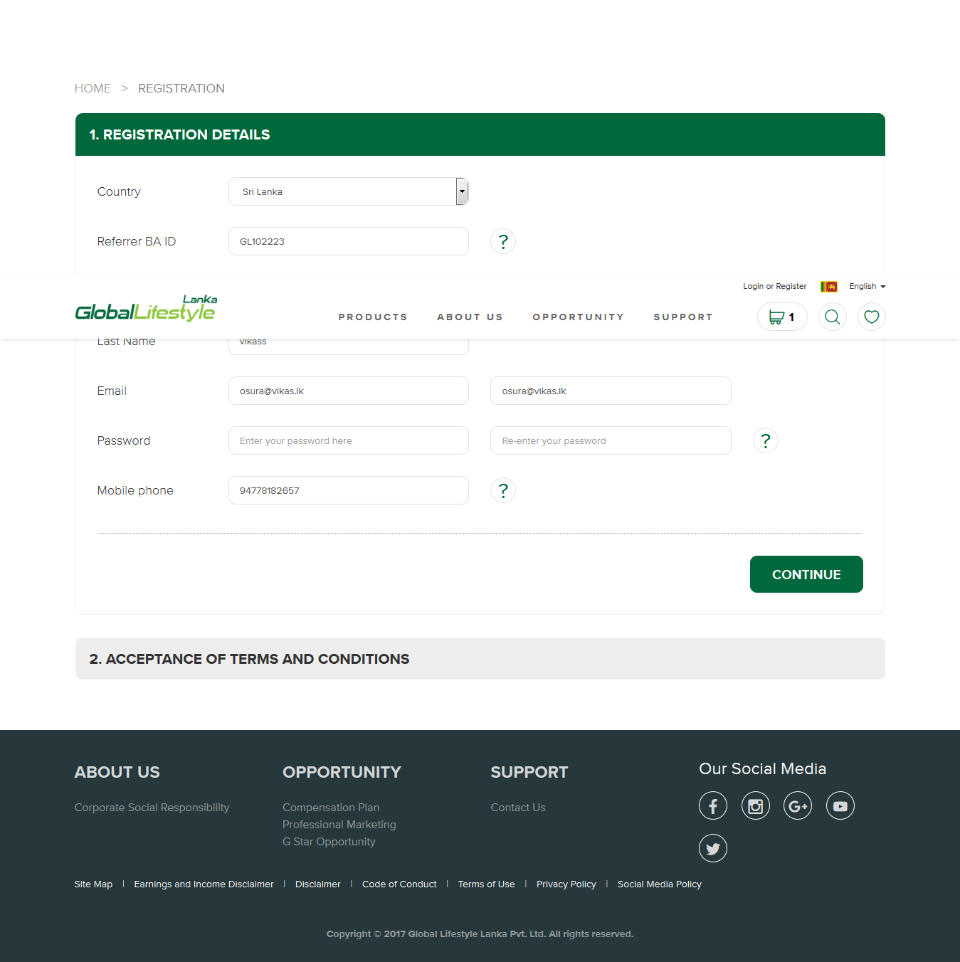 HOME > REGISTRATION
1. REGISTRATION DETAILS
Country Sri Lanka
Referrer BA ID GL102223 ?
Login or Register English
Lanka
GlobalLifestyle
PRODUCTS ABOUT US OPPORTUNITY SUPPORT 1
Last Name vikass
Email osura@vikas.lk osura@vikas.lk
Password Enter your password here Re-enter your password ?
Mobile phone 94778182657 ?
CONTINUE
2. ACCEPTANCE OF TERMS AND CONDITIONS
ABOUT US OPPORTUNITY SUPPORT Our Social Media
Corporate Social Responsibility Compensation Plan Contact Us
Professional Marketing
G Star Opportunity
G+
Site Map | Earnings and Income Disclaimer | Disclaimer | Code of Conduct | Terms of Use | Privacy Policy | Social Media Policy
Copyright © 2017 Global Lifestyle Lanka Pvt. Ltd. All rights reserved.